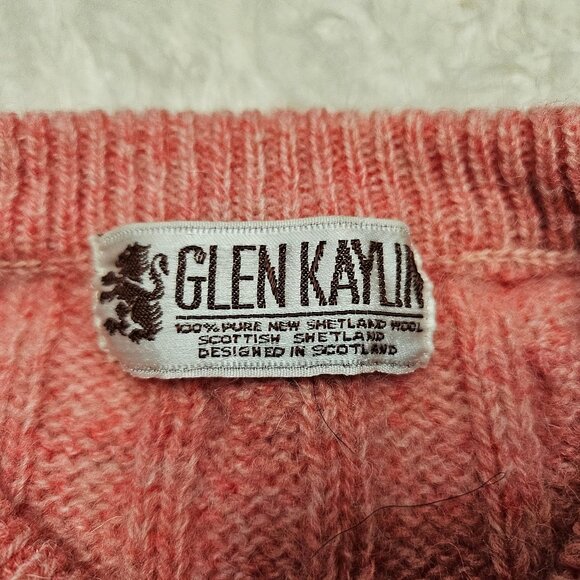 GLEN KAYLIN
100% PURE NEW SHETLAND WOOL
SCOTTISH SHETLAND
DESIGNED IN SCOTLAND